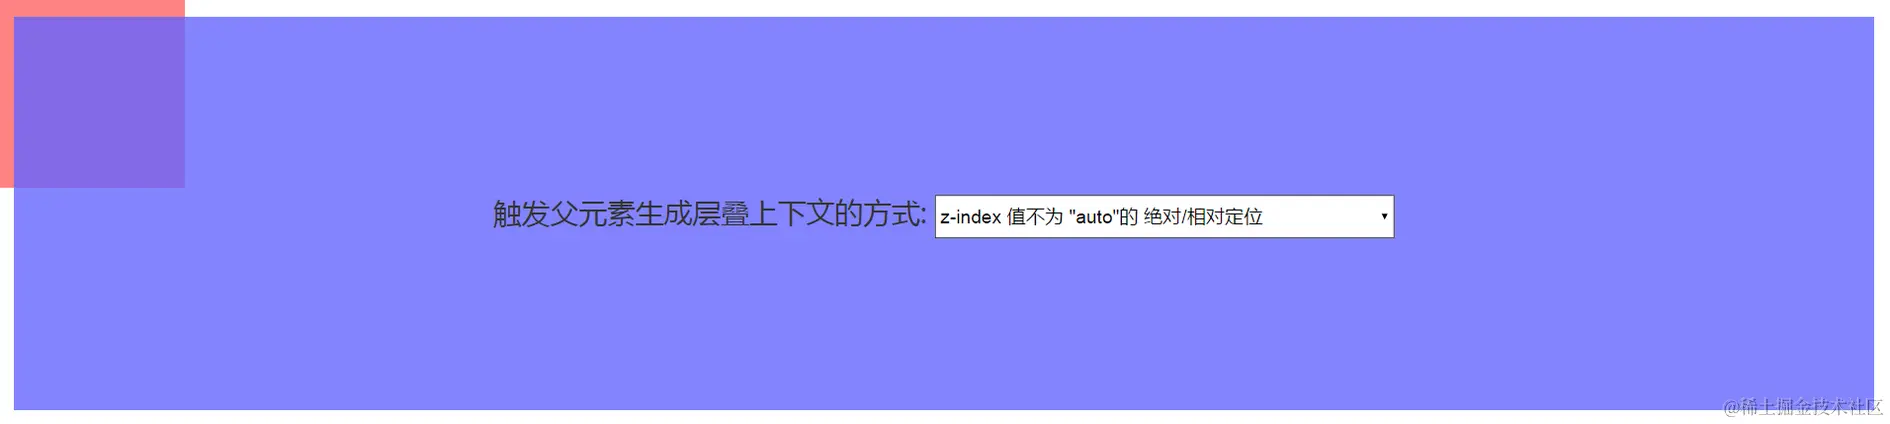 触发父元素生成层叠上下文的方式: z-index 值不为 "auto"的 绝对/相对定位
@稀土掘金技术社区